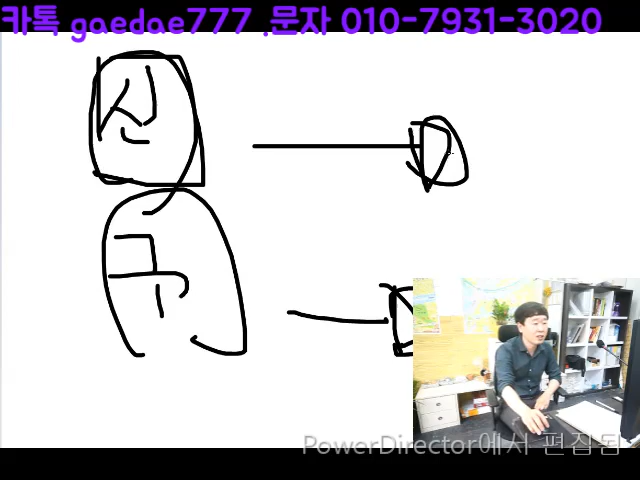 카톡 gaedae777 .문자 010-7931-3020
신
구
PowerDirector에서 편집됨